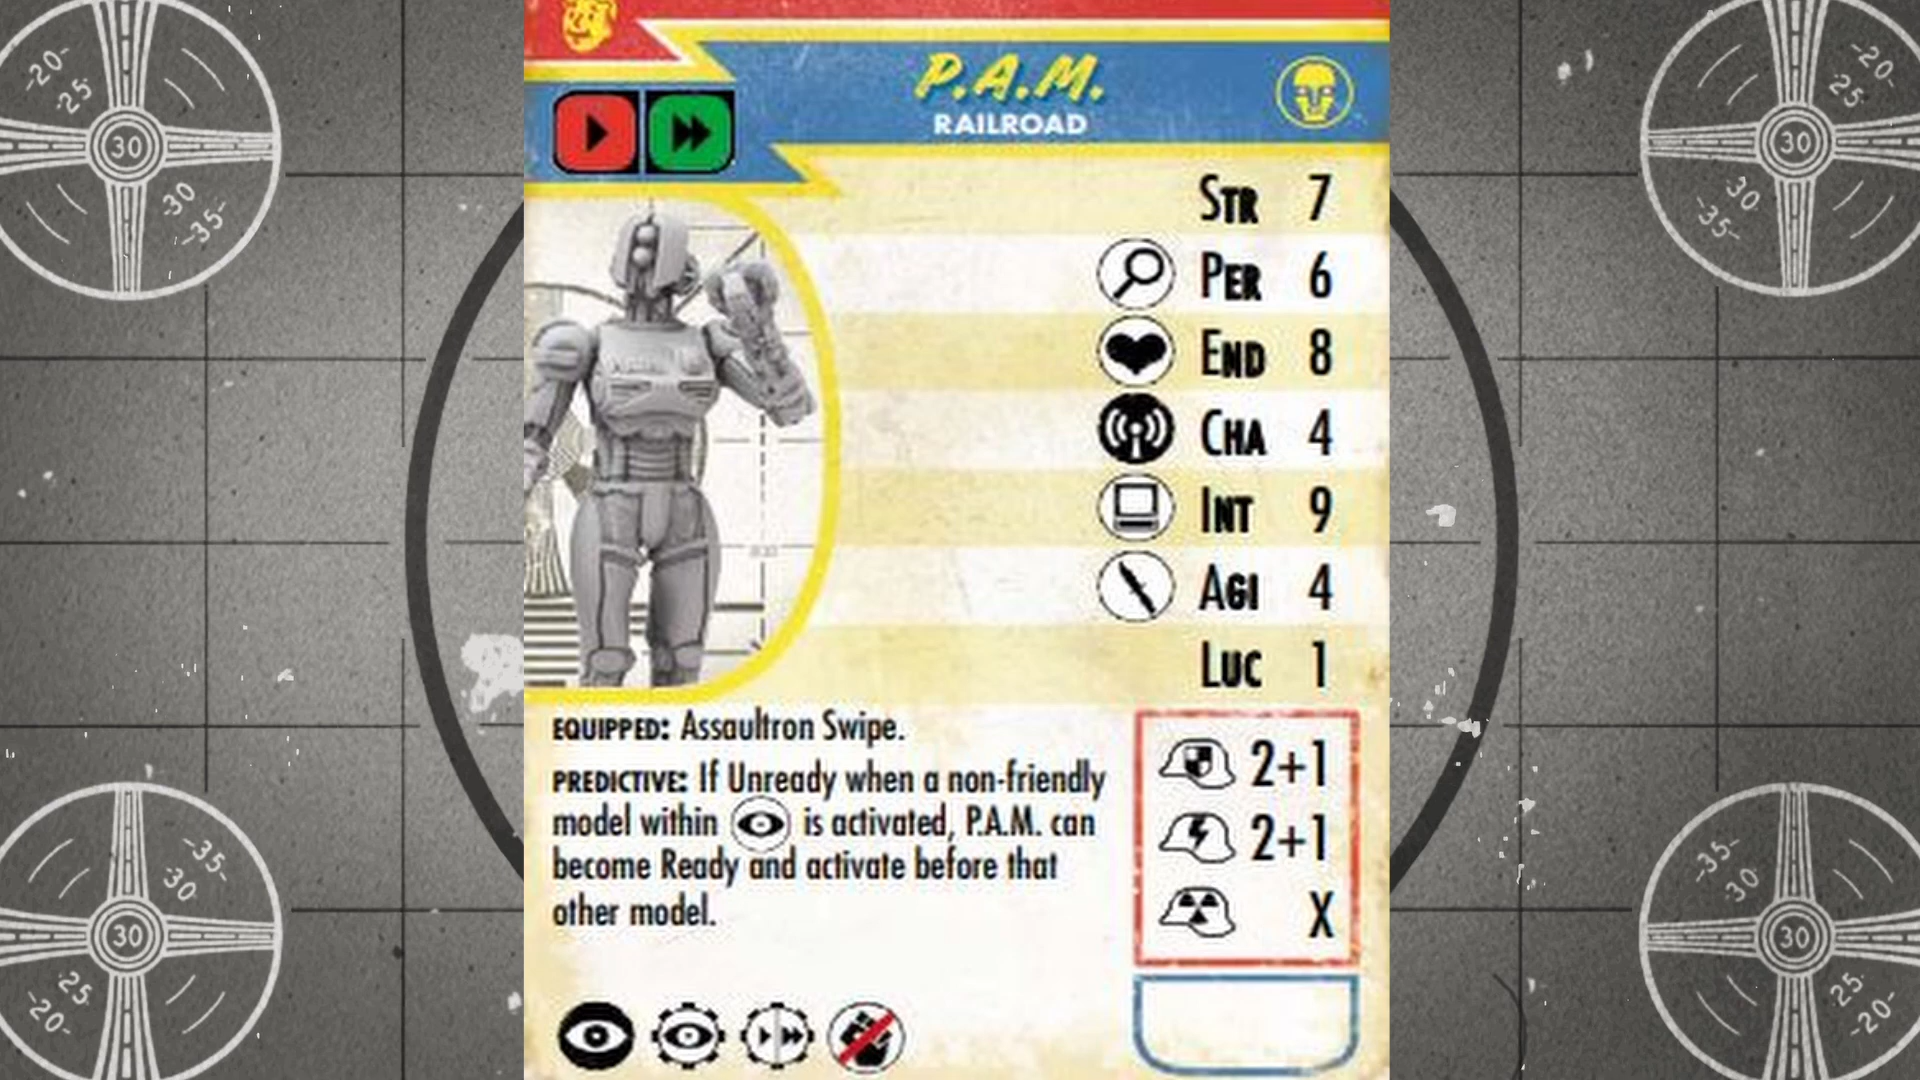 P.A.M.
RAILROAD
STR 7
PER 6
END 8
CHA 4
INT 9
AGI 4
LUC 1
EQUIPPED: Assaultron Swipe.
PREDICTIVE: If Unready when a non-friendly
model within is activated, P.A.M. can
become Ready and activate before that
other model.
2+1
2+1
X
-20-
25
30
30
-35-
-20-
25
30
30
-35-
-35-
30
30
25
-20-
-35-
30
30
25
-20-